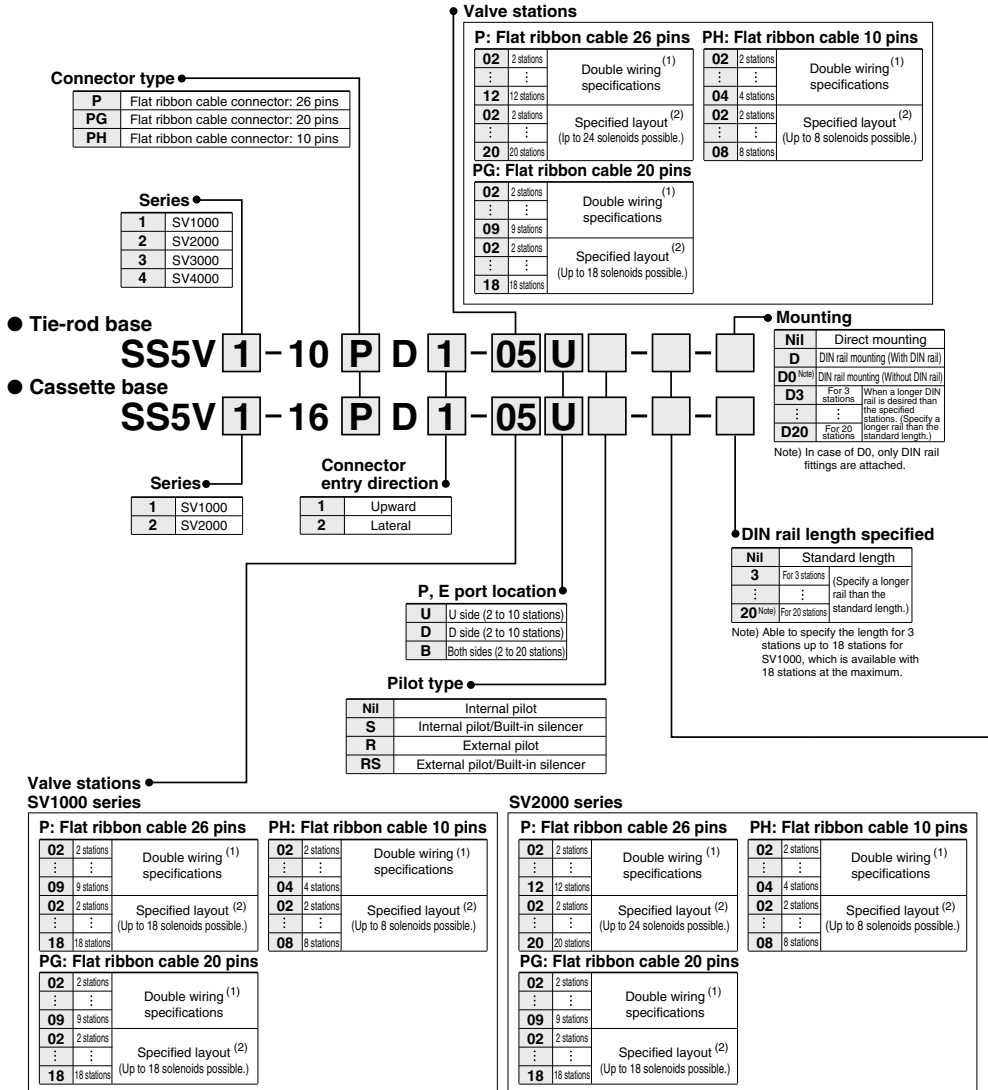 Valve stations
P: Flat ribbon cable 26 pins
02 2 stations Double wiring (1) specifications
⋮ ⋮
12 12 stations
02 2 stations Specified layout (2)
⋮ ⋮ (Ip to 24 solenoids possible.)
20 20 stations
PH: Flat ribbon cable 10 pins
02 2 stations Double wiring (1) specifications
⋮ ⋮
04 4 stations
02 2 stations Specified layout (2)
⋮ ⋮ (Up to 8 solenoids possible.)
08 8 stations
PG: Flat ribbon cable 20 pins
02 2 stations Double wiring (1) specifications
⋮ ⋮
09 9 stations
02 2 stations Specified layout (2)
⋮ ⋮ (Up to 18 solenoids possible.)
18 18 stations
Connector type
P Flat ribbon cable connector: 26 pins
PG Flat ribbon cable connector: 20 pins
PH Flat ribbon cable connector: 10 pins
Series
1 SV1000
2 SV2000
3 SV3000
4 SV4000
● Tie-rod base
SS5V 1 - 10 P D 1 - 05 U - -
● Cassette base
SS5V 1 - 16 P D 1 - 05 U - -
Mounting
Nil Direct mounting
D DIN rail mounting (With DIN rail)
D0 Note) DIN rail mounting (Without DIN rail)
D3 For 3 stations When a longer DIN rail is desired than the specified stations. (Specify a longer rail than the standard length.)
⋮ ⋮
D20 For 20 stations
Note) In case of D0, only DIN rail
fittings are attached.
Series
1 SV1000
2 SV2000
Connector
entry direction
1 Upward
2 Lateral
DIN rail length specified
Nil Standard length
3 For 3 stations (Specify a longer rail than the standard length.)
⋮ ⋮
20 Note) For 20 stations
Note) Able to specify the length for 3
stations up to 18 stations for
SV1000, which is available with
18 stations at the maximum.
P, E port location
U U side (2 to 10 stations)
D D side (2 to 10 stations)
B Both sides (2 to 20 stations)
Pilot type
Nil Internal pilot
S Internal pilot/Built-in silencer
R External pilot
RS External pilot/Built-in silencer
Valve stations
SV1000 series
P: Flat ribbon cable 26 pins
02 2 stations Double wiring (1) specifications
⋮ ⋮
09 9 stations
02 2 stations Specified layout (2)
⋮ ⋮ (Up to 18 solenoids possible.)
18 18 stations
PH: Flat ribbon cable 10 pins
02 2 stations Double wiring (1) specifications
⋮ ⋮
04 4 stations
02 2 stations Specified layout (2)
⋮ ⋮ (Up to 8 solenoids possible.)
08 8 stations
PG: Flat ribbon cable 20 pins
02 2 stations Double wiring (1) specifications
⋮ ⋮
09 9 stations
02 2 stations Specified layout (2)
⋮ ⋮ (Up to 18 solenoids possible.)
18 18 stations
SV2000 series
P: Flat ribbon cable 26 pins
02 2 stations Double wiring (1) specifications
⋮ ⋮
12 12 stations
02 2 stations Specified layout (2)
⋮ ⋮ (Up to 24 solenoids possible.)
20 20 stations
PH: Flat ribbon cable 10 pins
02 2 stations Double wiring (1) specifications
⋮ ⋮
04 4 stations
02 2 stations Specified layout (2)
⋮ ⋮ (Up to 8 solenoids possible.)
08 8 stations
PG: Flat ribbon cable 20 pins
02 2 stations Double wiring (1) specifications
⋮ ⋮
09 9 stations
02 2 stations Specified layout (2)
⋮ ⋮ (Up to 18 solenoids possible.)
18 18 stations